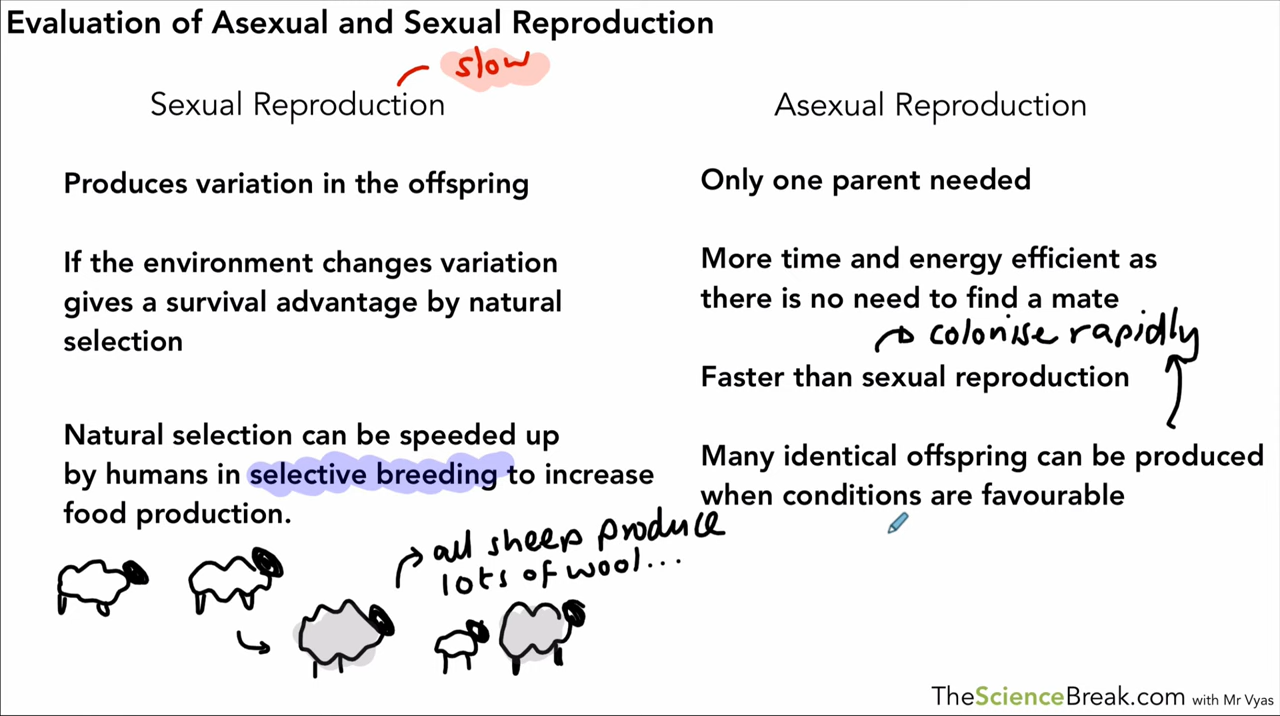 Evaluation of Asexual and Sexual Reproduction
slow
Sexual Reproduction
Produces variation in the offspring
If the environment changes variation
gives a survival advantage by natural
selection
Natural selection can be speeded up
by humans in selective breeding to increase
food production.
all sheep produce
lots of wool...
Asexual Reproduction
Only one parent needed
More time and energy efficient as
there is no need to find a mate
colonise rapidly
Faster than sexual reproduction
Many identical offspring can be produced
when conditions are favourable
TheScienceBreak.com with Mr Vyas